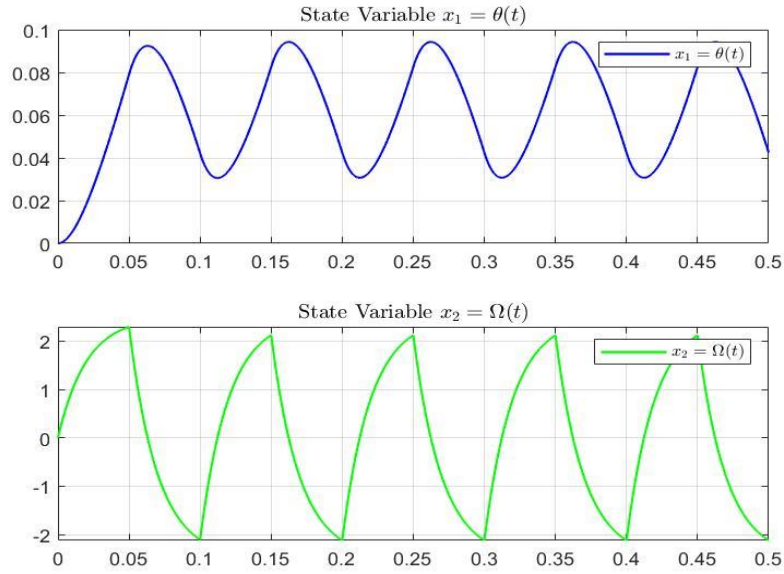 State Variable x₁ = θ(t)
0.1
0.08
0.06
0.04
0.02
0
x₁ = θ(t)
0 0.05 0.1 0.15 0.2 0.25 0.3 0.35 0.4 0.45 0.5
State Variable x₂ = Ω(t)
2
1
0
-1
-2
x₂ = Ω(t)
0 0.05 0.1 0.15 0.2 0.25 0.3 0.35 0.4 0.45 0.5